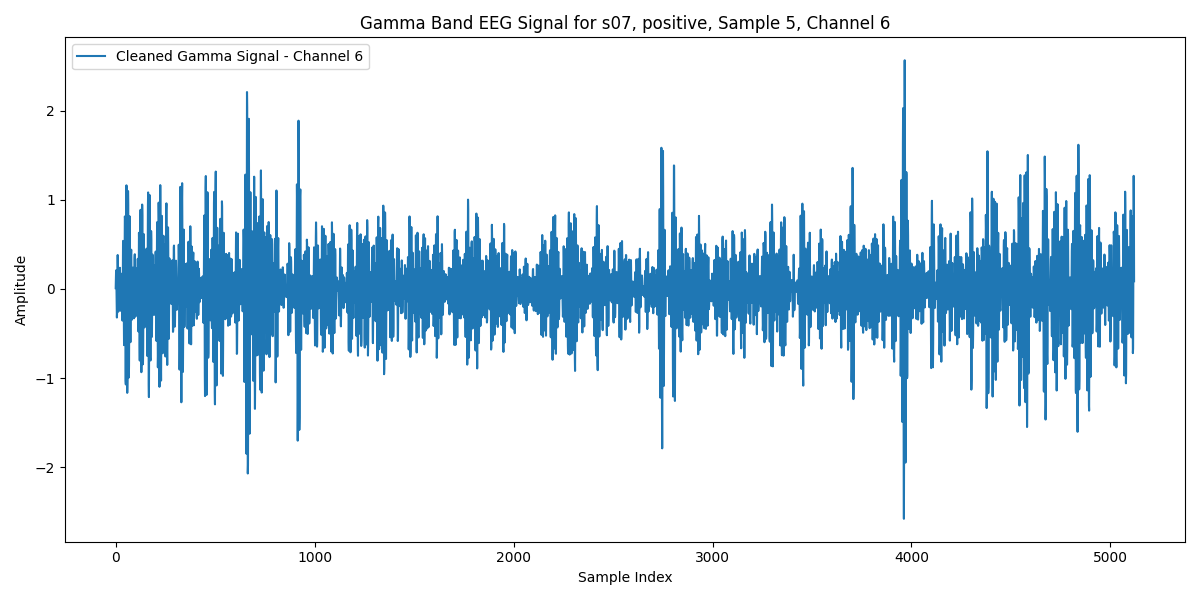 Gamma Band EEG Signal for s07, positive, Sample 5, Channel 6
Cleaned Gamma Signal - Channel 6
2
1
0
−1
−2
Amplitude
0 1000 2000 3000 4000 5000
Sample Index